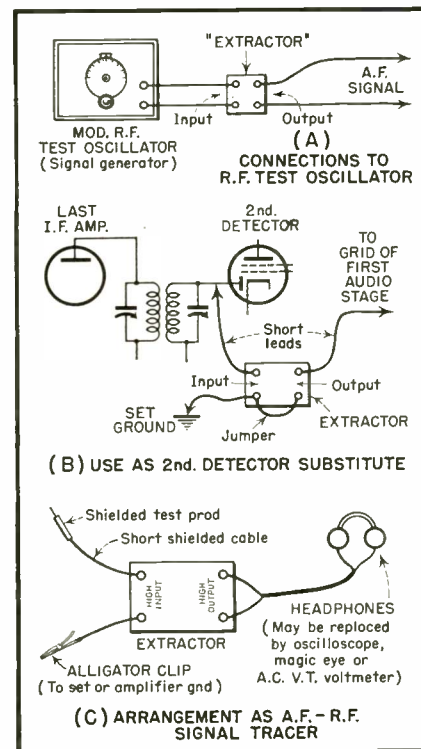 "EXTRACTOR"
A.F.
SIGNAL
Input
Output
MOD. R.F.
TEST OSCILLATOR
(Signal generator)
(A)
CONNECTIONS TO
R.F. TEST OSCILLATOR
LAST
I.F. AMP.
2nd.
DETECTOR
TO
GRID OF
FIRST
AUDIO
STAGE
Short
leads
Input
Output
SET
GROUND
EXTRACTOR
Jumper
(B) USE AS 2nd. DETECTOR SUBSTITUTE
Shielded test prod
Short shielded cable
HIGH
INPUT
HIGH
OUTPUT
EXTRACTOR
HEADPHONES
(May be replaced
by oscilloscope,
magic eye or
A.C. V.T. voltmeter)
ALLIGATOR CLIP
(To set or amplifier gnd)
(C) ARRANGEMENT AS A.F.-R.F.
SIGNAL TRACER